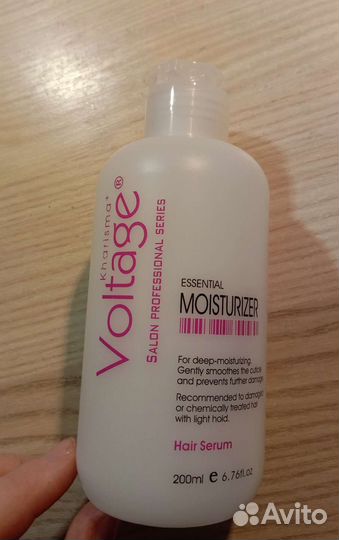 Kharisma*
Voltage®
SALON PROFESSIONAL SERIES
ESSENTIAL
MOISTURIZER
For deep-moisturizing.
Gently smoothes the cuticle
and prevents further damage.
Recommended to damaged
or chemically treated hair
with light hold.
Hair Serum
200ml e 6.76fl.oz
Avito